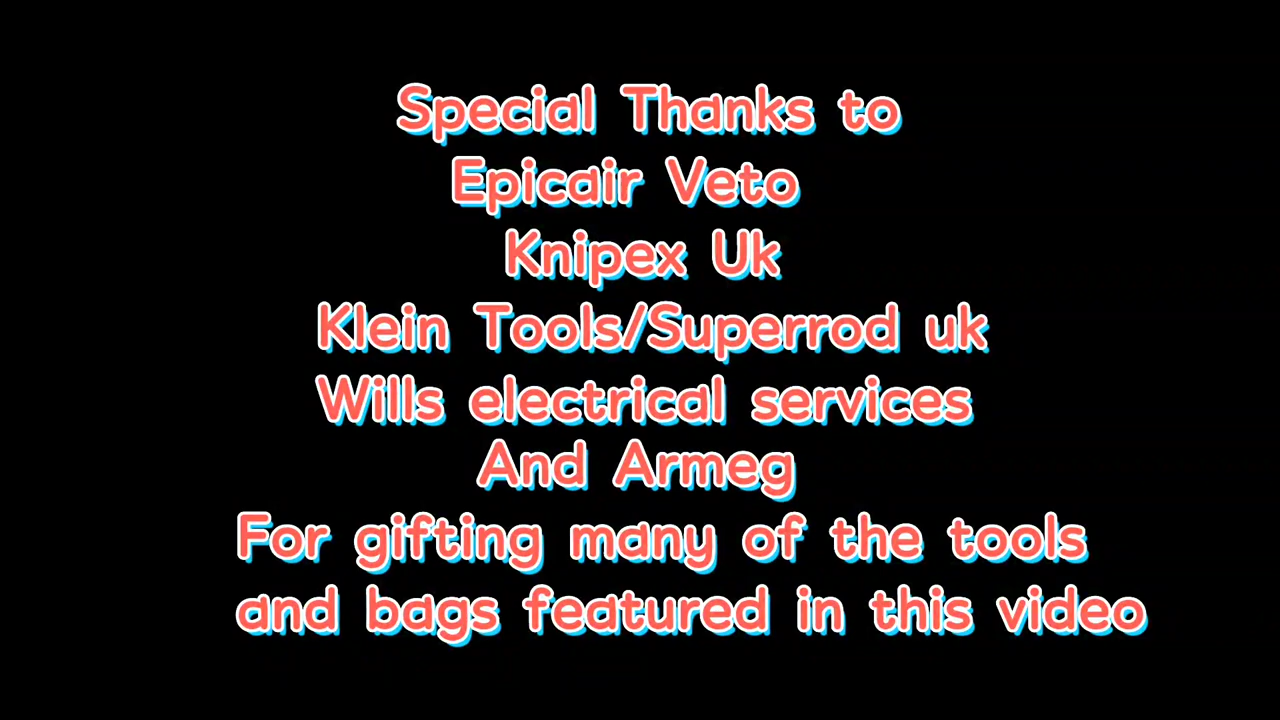 Special Thanks to
Epicair Veto
Knipex Uk
Klein Tools/Superrod uk
Wills electrical services
And Armeg
For gifting many of the tools
and bags featured in this video